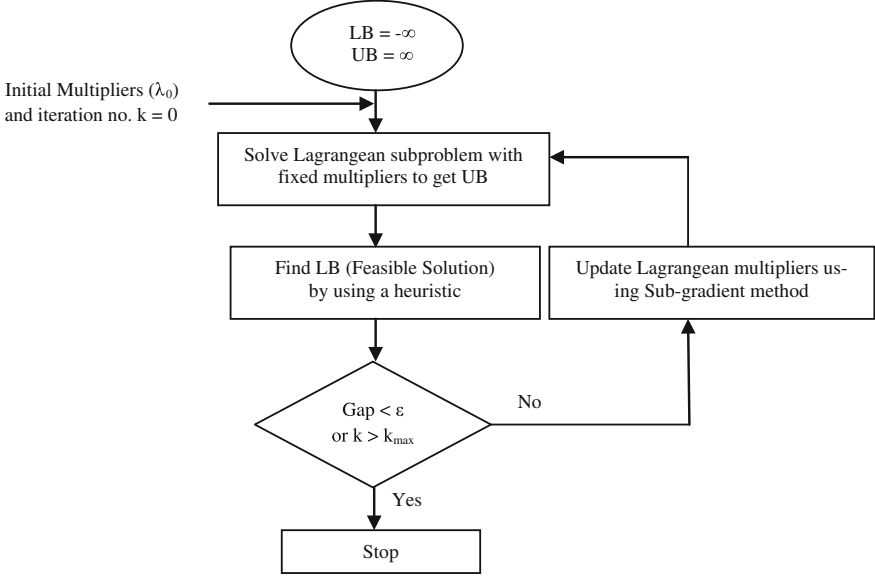 LB = -∞
UB = ∞
Initial Multipliers (λ₀)
and iteration no. k = 0
Solve Lagrangean subproblem with
fixed multipliers to get UB
Find LB (Feasible Solution)
by using a heuristic
Update Lagrangean multipliers us-
ing Sub-gradient method
Gap < ε
or k > kmax
No
Yes
Stop